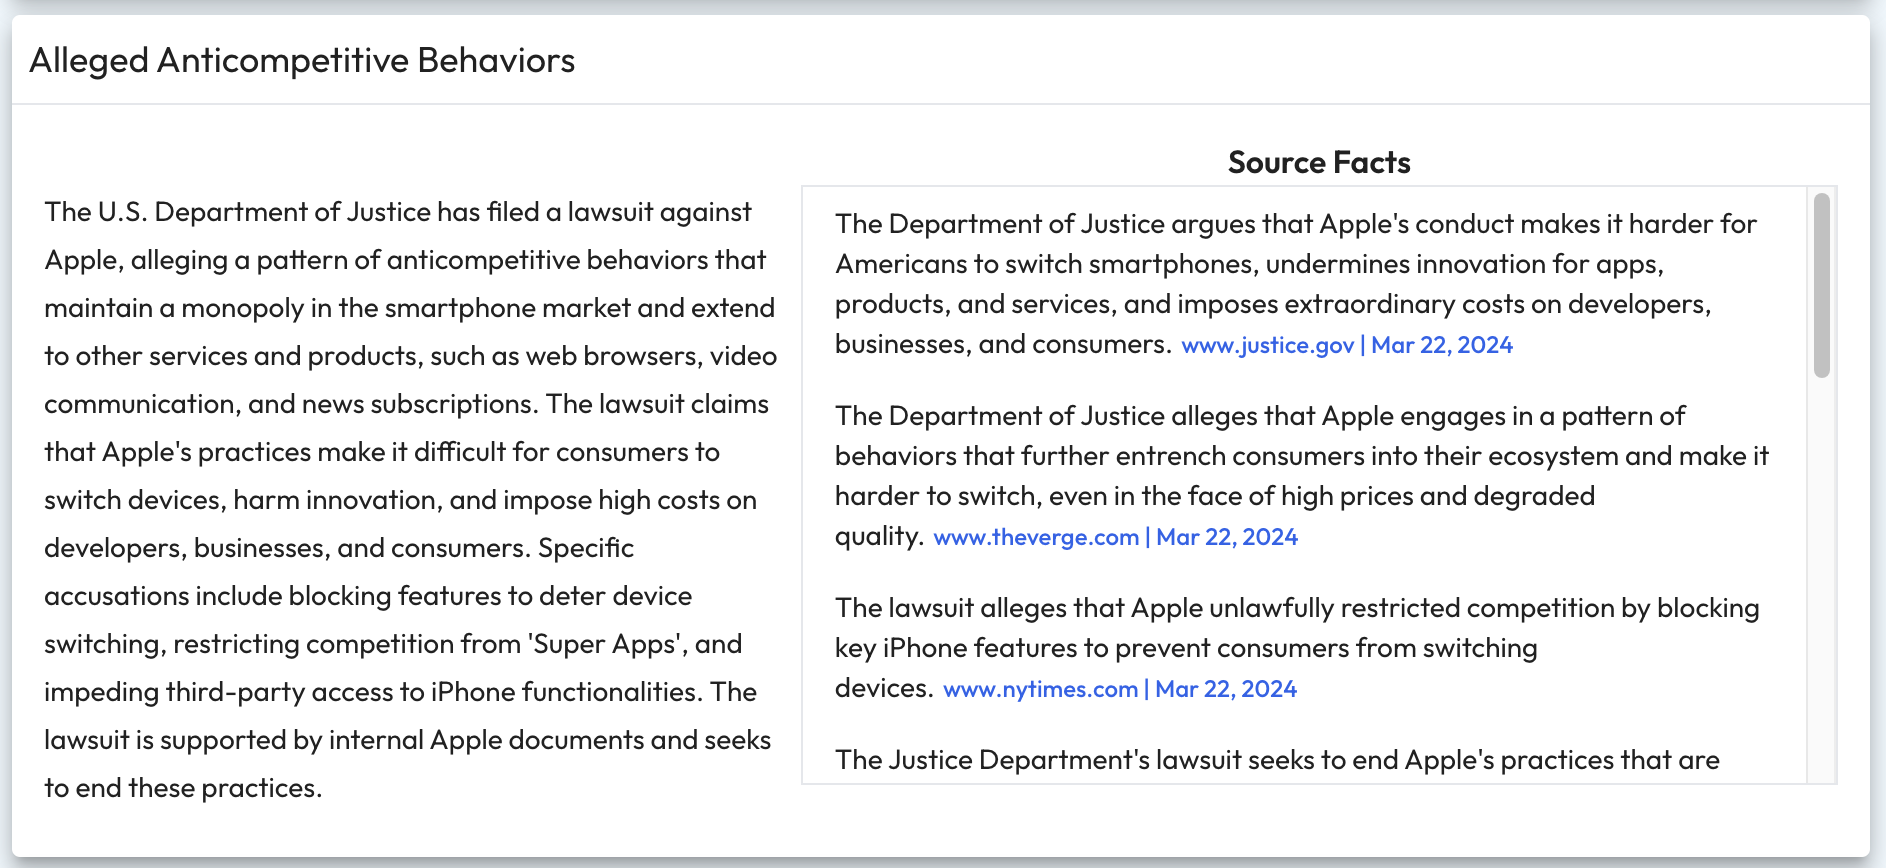 Alleged Anticompetitive Behaviors
The U.S. Department of Justice has filed a lawsuit against
Apple, alleging a pattern of anticompetitive behaviors that
maintain a monopoly in the smartphone market and extend
to other services and products, such as web browsers, video
communication, and news subscriptions. The lawsuit claims
that Apple's practices make it difficult for consumers to
switch devices, harm innovation, and impose high costs on
developers, businesses, and consumers. Specific
accusations include blocking features to deter device
switching, restricting competition from 'Super Apps', and
impeding third-party access to iPhone functionalities. The
lawsuit is supported by internal Apple documents and seeks
to end these practices.
Source Facts
The Department of Justice argues that Apple's conduct makes it harder for
Americans to switch smartphones, undermines innovation for apps,
products, and services, and imposes extraordinary costs on developers,
businesses, and consumers. www.justice.gov | Mar 22, 2024
The Department of Justice alleges that Apple engages in a pattern of
behaviors that further entrench consumers into their ecosystem and make it
harder to switch, even in the face of high prices and degraded
quality. www.theverge.com | Mar 22, 2024
The lawsuit alleges that Apple unlawfully restricted competition by blocking
key iPhone features to prevent consumers from switching
devices. www.nytimes.com | Mar 22, 2024
The Justice Department's lawsuit seeks to end Apple's practices that are